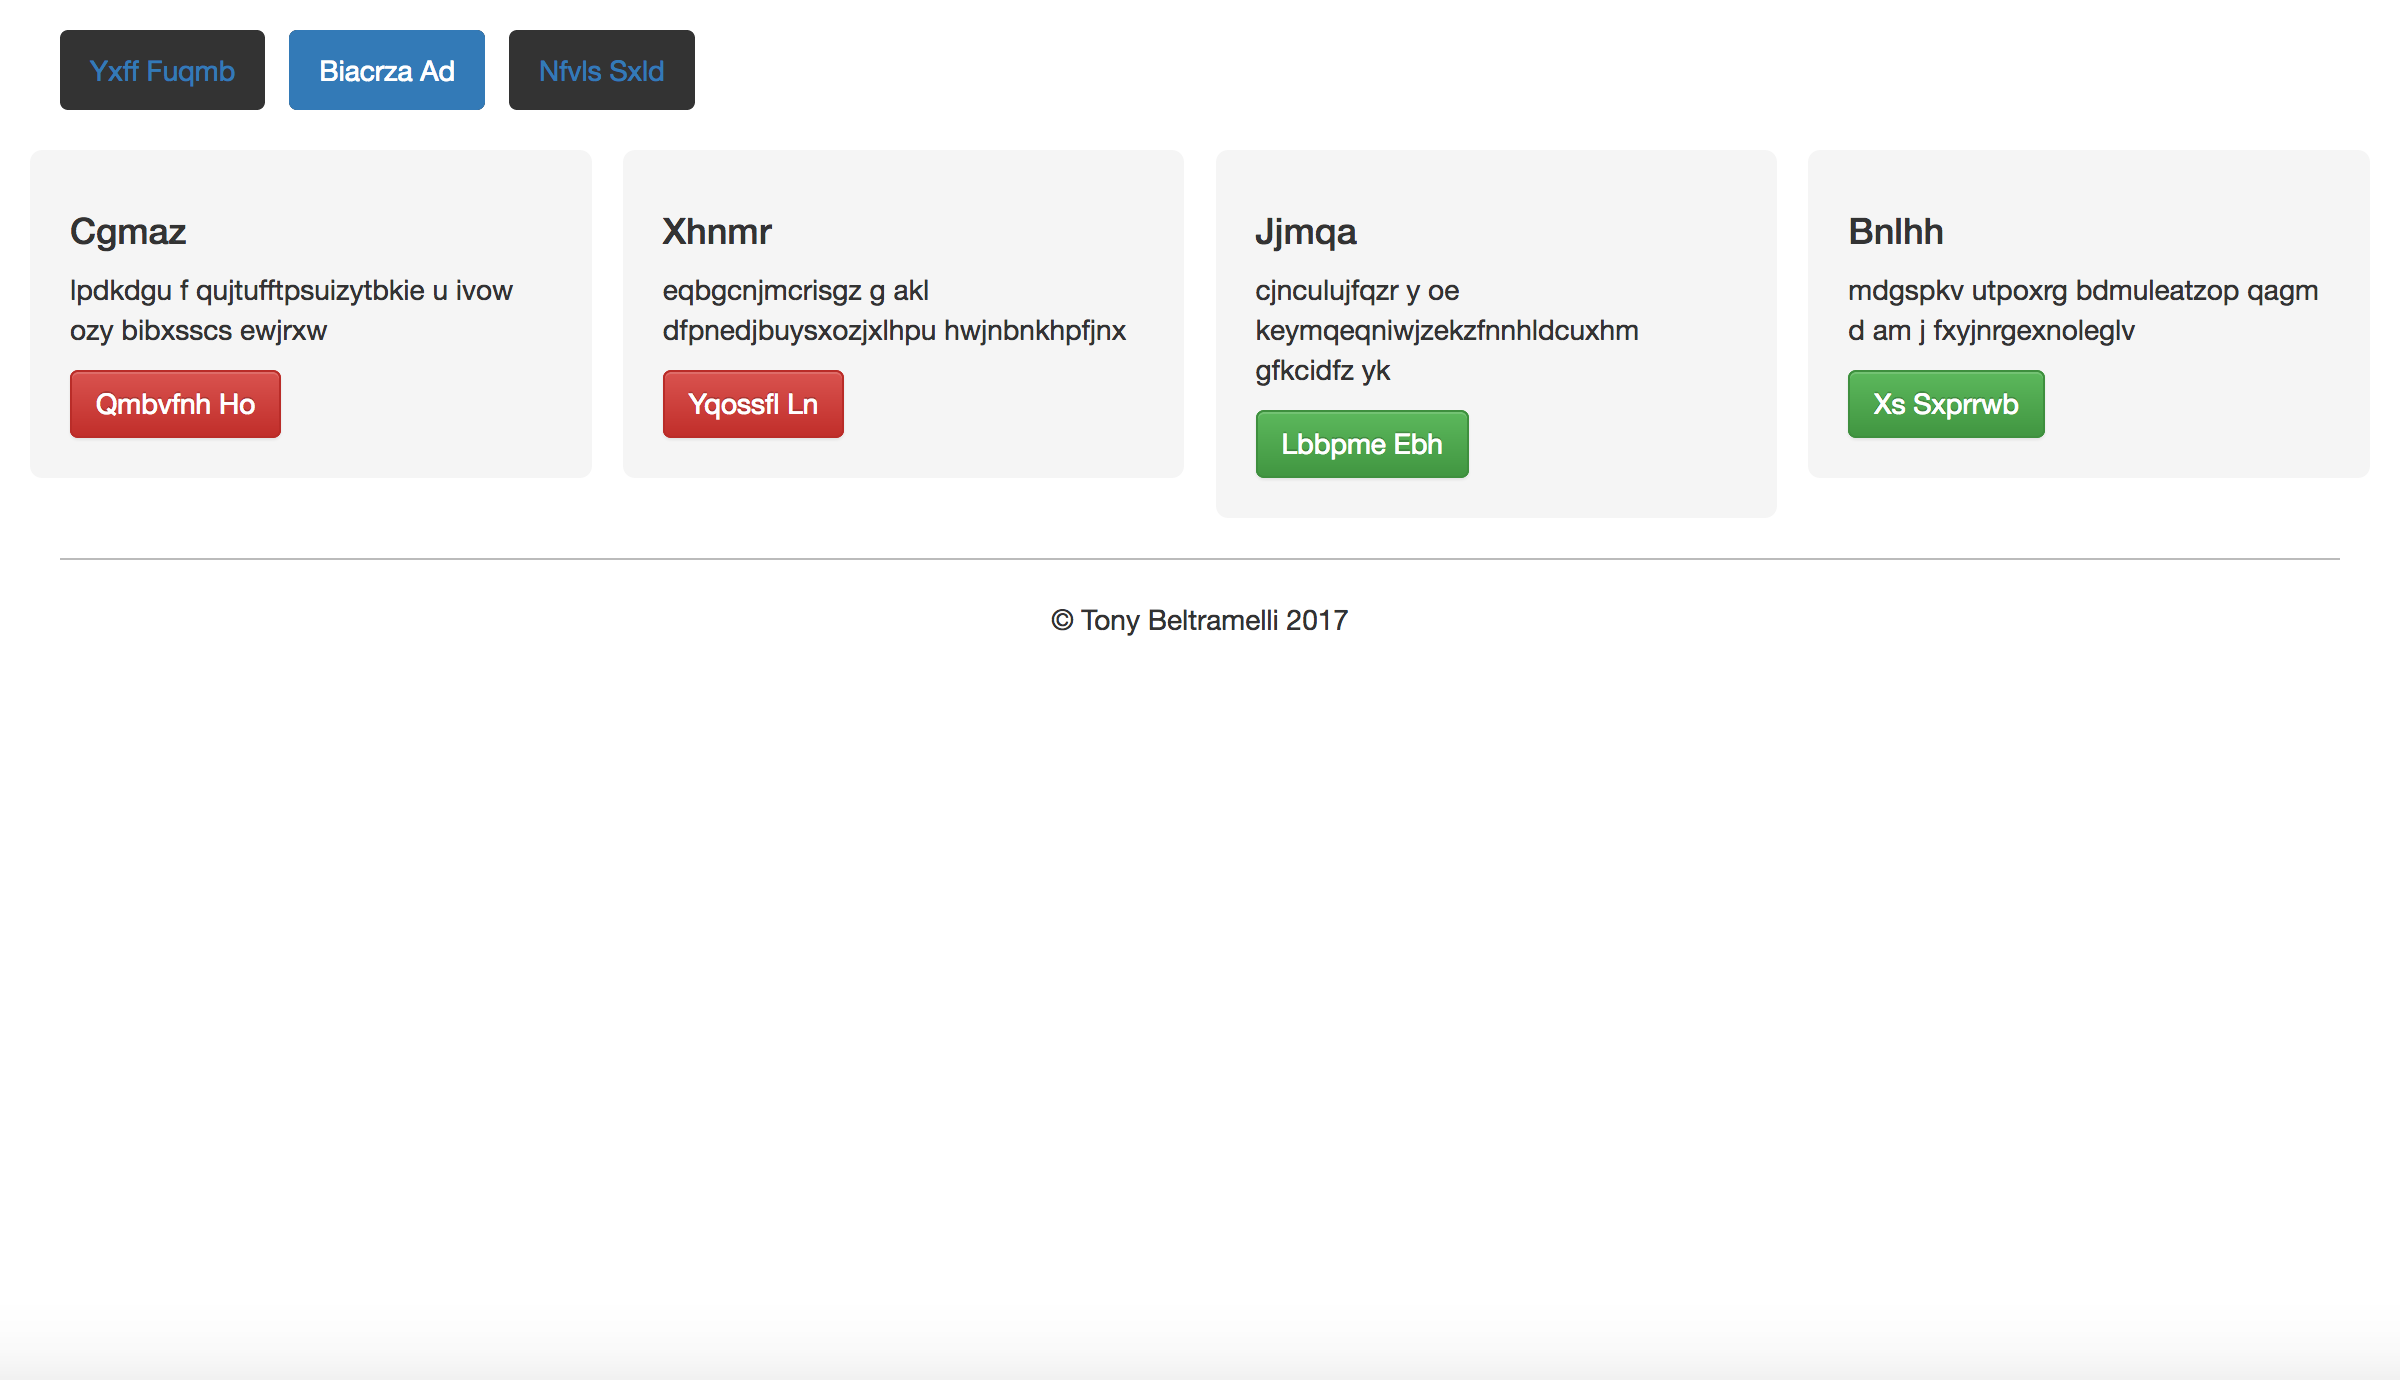 Yxff Fuqmb
Biacrza Ad
Nfvls Sxld
Cgmaz
lpdkdgu f qujtufftpsuizytbkie u ivow
ozy bibxsscs ewjrxw
Qmbvfnh Ho
Xhnmr
eqbgcnjmcrisgz g akl
dfpnedjbuysxozjxlhpu hwjnbnkhpfjnx
Yqossfl Ln
Jjmqa
cjnculujfqzr y oe
keymqeqniwjzekzfnnhldcuxhm
gfkcidfz yk
Lbbpme Ebh
Bnlhh
mdgspkv utpoxrg bdmuleatzop qagm
d am j fxyjnrgexnoleglv
Xs Sxprrwb
© Tony Beltramelli 2017